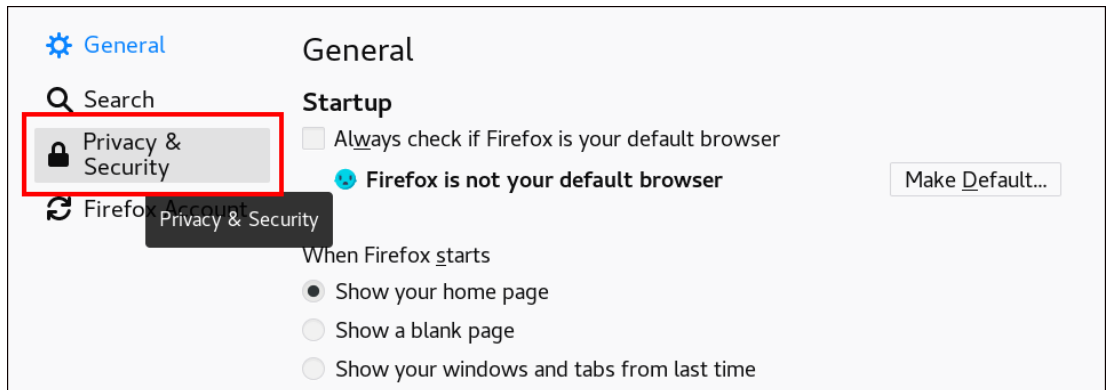 General
Search
Privacy &
Security
Firefox Account
Privacy & Security
General
Startup
Always check if Firefox is your default browser
Firefox is not your default browser
Make Default...
When Firefox starts
Show your home page
Show a blank page
Show your windows and tabs from last time